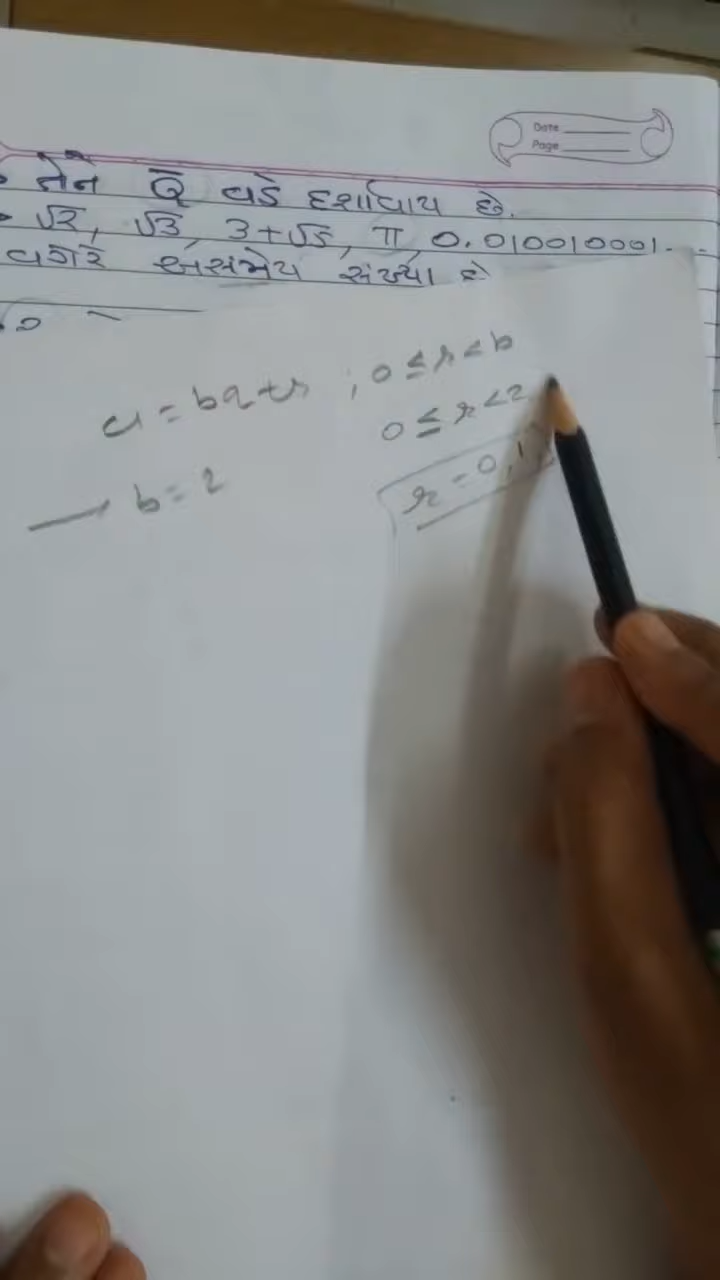 Date
Page
તેને Q̄ વડે દર્શાવાય છે.
√2, √3, 3+√5, π, 0.010010001...
વગેરે અસંમેય સંખ્યા છે
a = bq+r ; 0 ≤ r < b
0 ≤ r < 2
b = 2
r = 0, 1